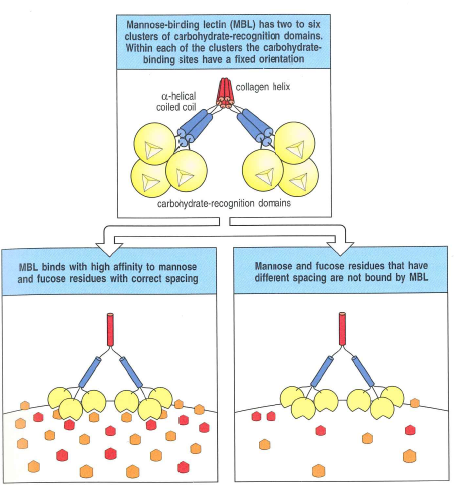 Mannose-binding lectin (MBL) has two to six
clusters of carbohydrate-recognition domains.
Within each of the clusters the carbohydrate-
binding sites have a fixed orientation
collagen helix
α-helical
coiled coil
carbohydrate-recognition domains
MBL binds with high affinity to mannose
and fucose residues with correct spacing
Mannose and fucose residues that have
different spacing are not bound by MBL